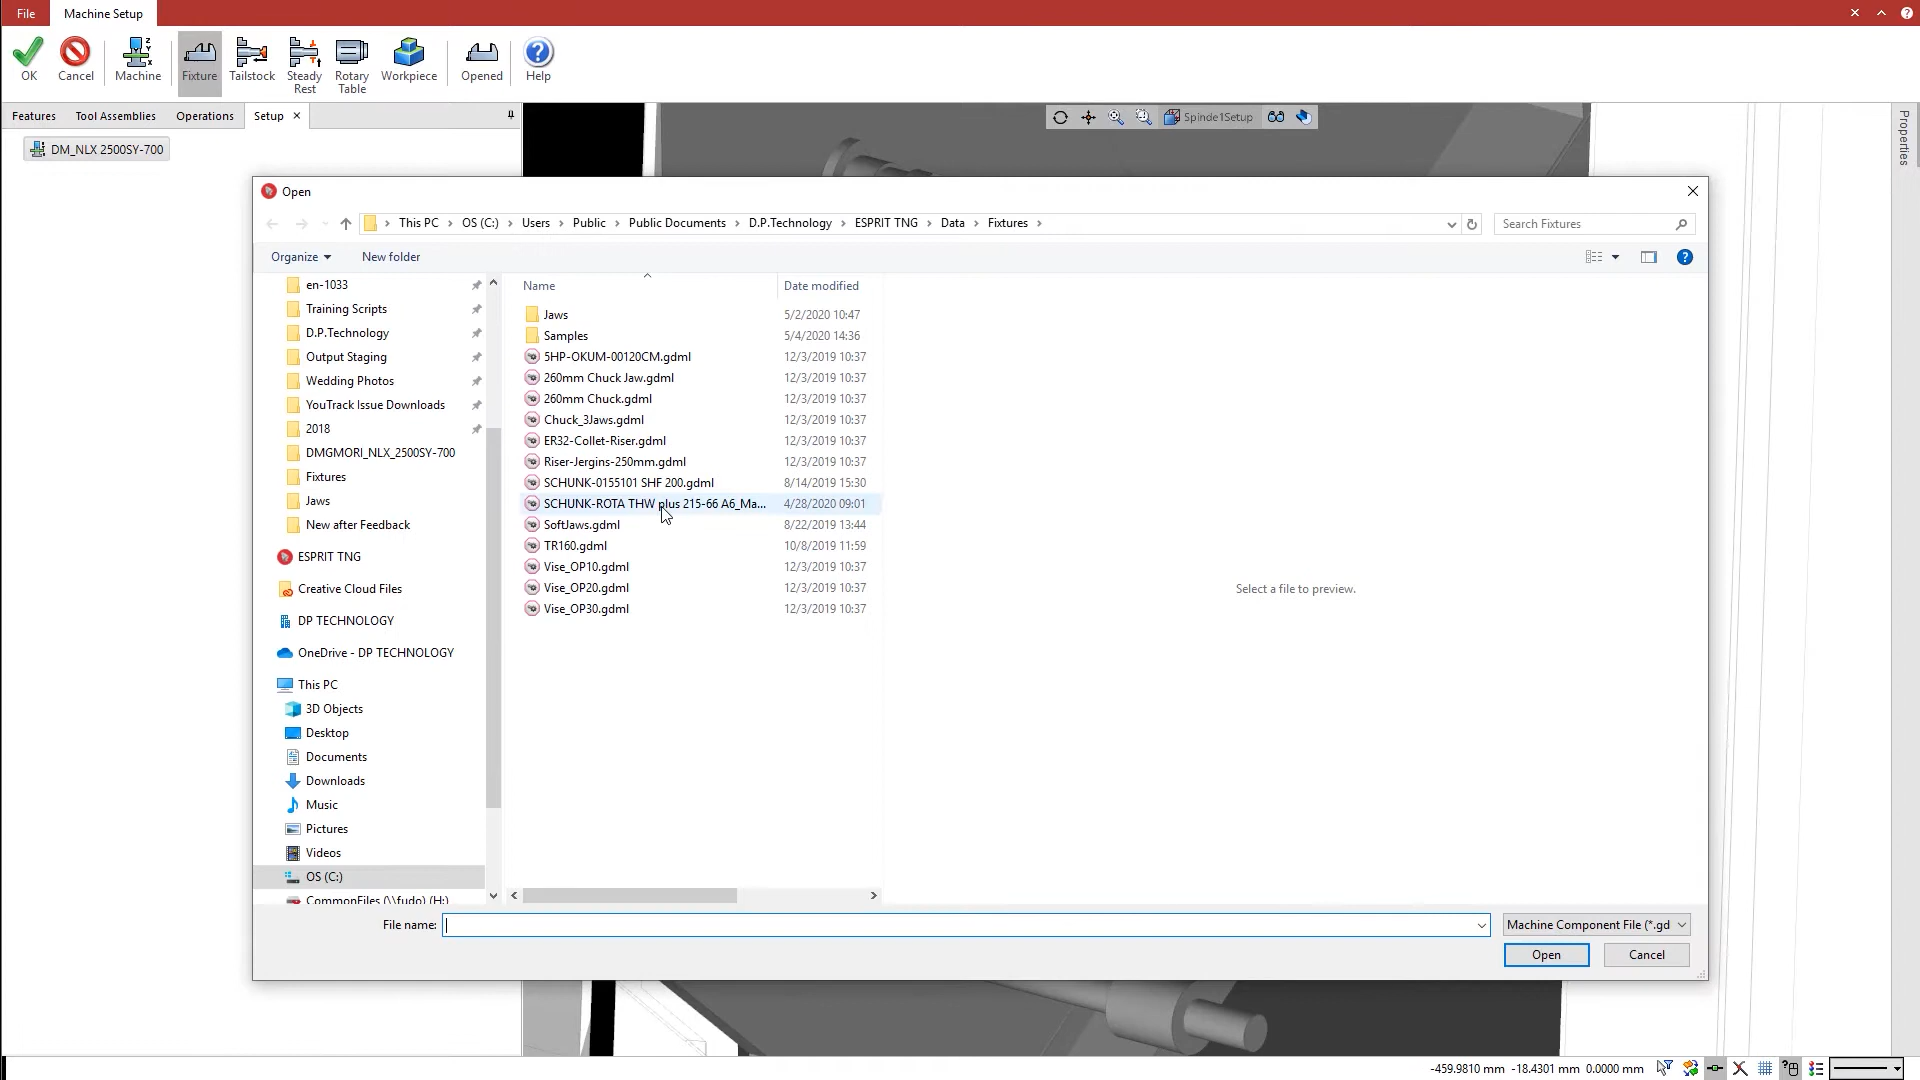 File Machine Setup
OK Cancel Machine Fixture Tailstock Steady Rest Rotary Table Workpiece Opened Help
Features Tool Assemblies Operations Setup
Spinde1Setup
Properties
DM_NLX 2500SY-700
Open
This PC OS (C:) Users Public Public Documents D.P.Technology ESPRIT TNG Data Fixtures
Search Fixtures
Organize New folder
Name Date modified
en-1033
Training Scripts
D.P.Technology
Output Staging
Wedding Photos
YouTrack Issue Downloads
2018
DMGMORI_NLX_2500SY-700
Fixtures
Jaws
New after Feedback
ESPRIT TNG
Creative Cloud Files
DP TECHNOLOGY
OneDrive - DP TECHNOLOGY
This PC
3D Objects
Desktop
Documents
Downloads
Music
Pictures
Videos
OS (C:)
CommonFiles (\\fudo) (H:)
Jaws 5/2/2020 10:47
Samples 5/4/2020 14:36
5HP-OKUM-00120CM.gdml 12/3/2019 10:37
260mm Chuck Jaw.gdml 12/3/2019 10:37
260mm Chuck.gdml 12/3/2019 10:37
Chuck_3Jaws.gdml 12/3/2019 10:37
ER32-Collet-Riser.gdml 12/3/2019 10:37
Riser-Jergins-250mm.gdml 12/3/2019 10:37
SCHUNK-0155101 SHF 200.gdml 8/14/2019 15:30
SCHUNK-ROTA THW plus 215-66 A6_Ma... 4/28/2020 09:01
SoftJaws.gdml 8/22/2019 13:44
TR160.gdml 10/8/2019 11:59
Vise_OP10.gdml 12/3/2019 10:37
Vise_OP20.gdml 12/3/2019 10:37
Vise_OP30.gdml 12/3/2019 10:37
Select a file to preview.
File name: Machine Component File (*.gd
Open Cancel
-459.9810 mm -18.4301 mm 0.0000 mm